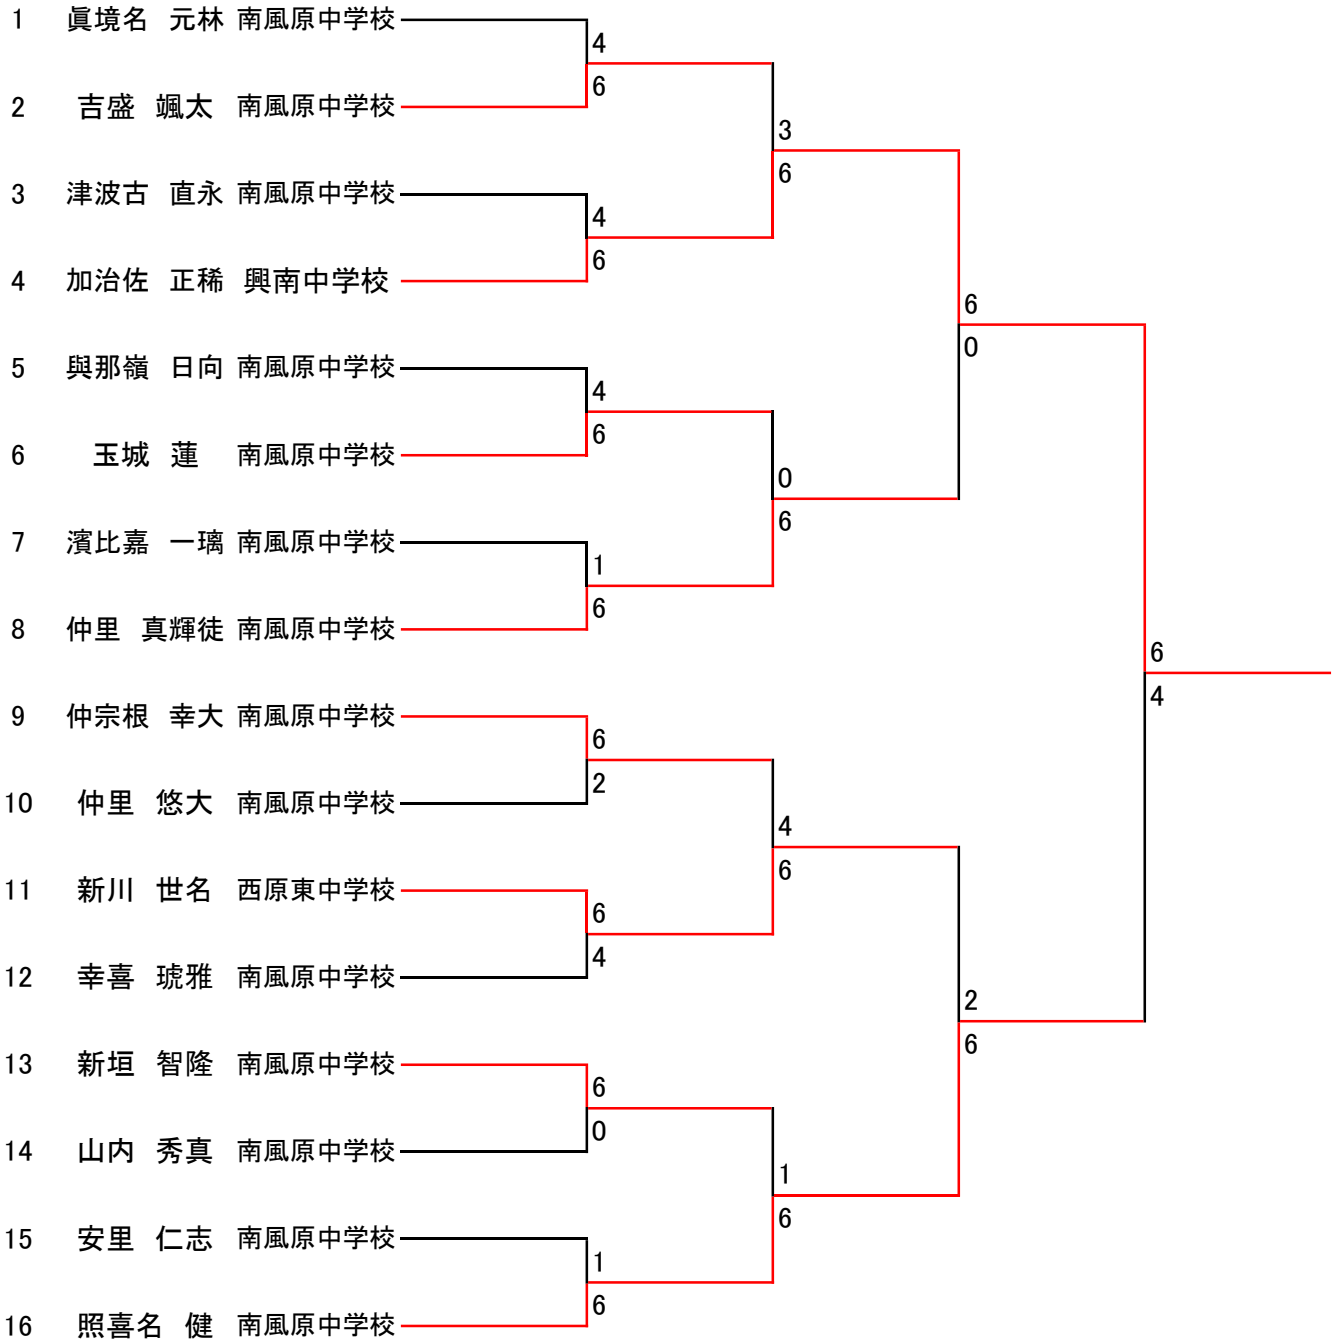 1 眞境名 元林 南風原中学校
4
6
2 吉盛 颯太 南風原中学校
3
6
3 津波古 直永 南風原中学校
4
6
4 加治佐 正稀 興南中学校
6
0
5 與那嶺 日向 南風原中学校
4
6
6 玉城 蓮 南風原中学校
0
6
7 濱比嘉 一璃 南風原中学校
1
6
8 仲里 真輝徒 南風原中学校
6
4
9 仲宗根 幸大 南風原中学校
6
2
10 仲里 悠大 南風原中学校
4
6
11 新川 世名 西原東中学校
6
4
12 幸喜 琥雅 南風原中学校
2
6
13 新垣 智隆 南風原中学校
6
0
14 山内 秀真 南風原中学校
1
6
15 安里 仁志 南風原中学校
1
6
16 照喜名 健 南風原中学校